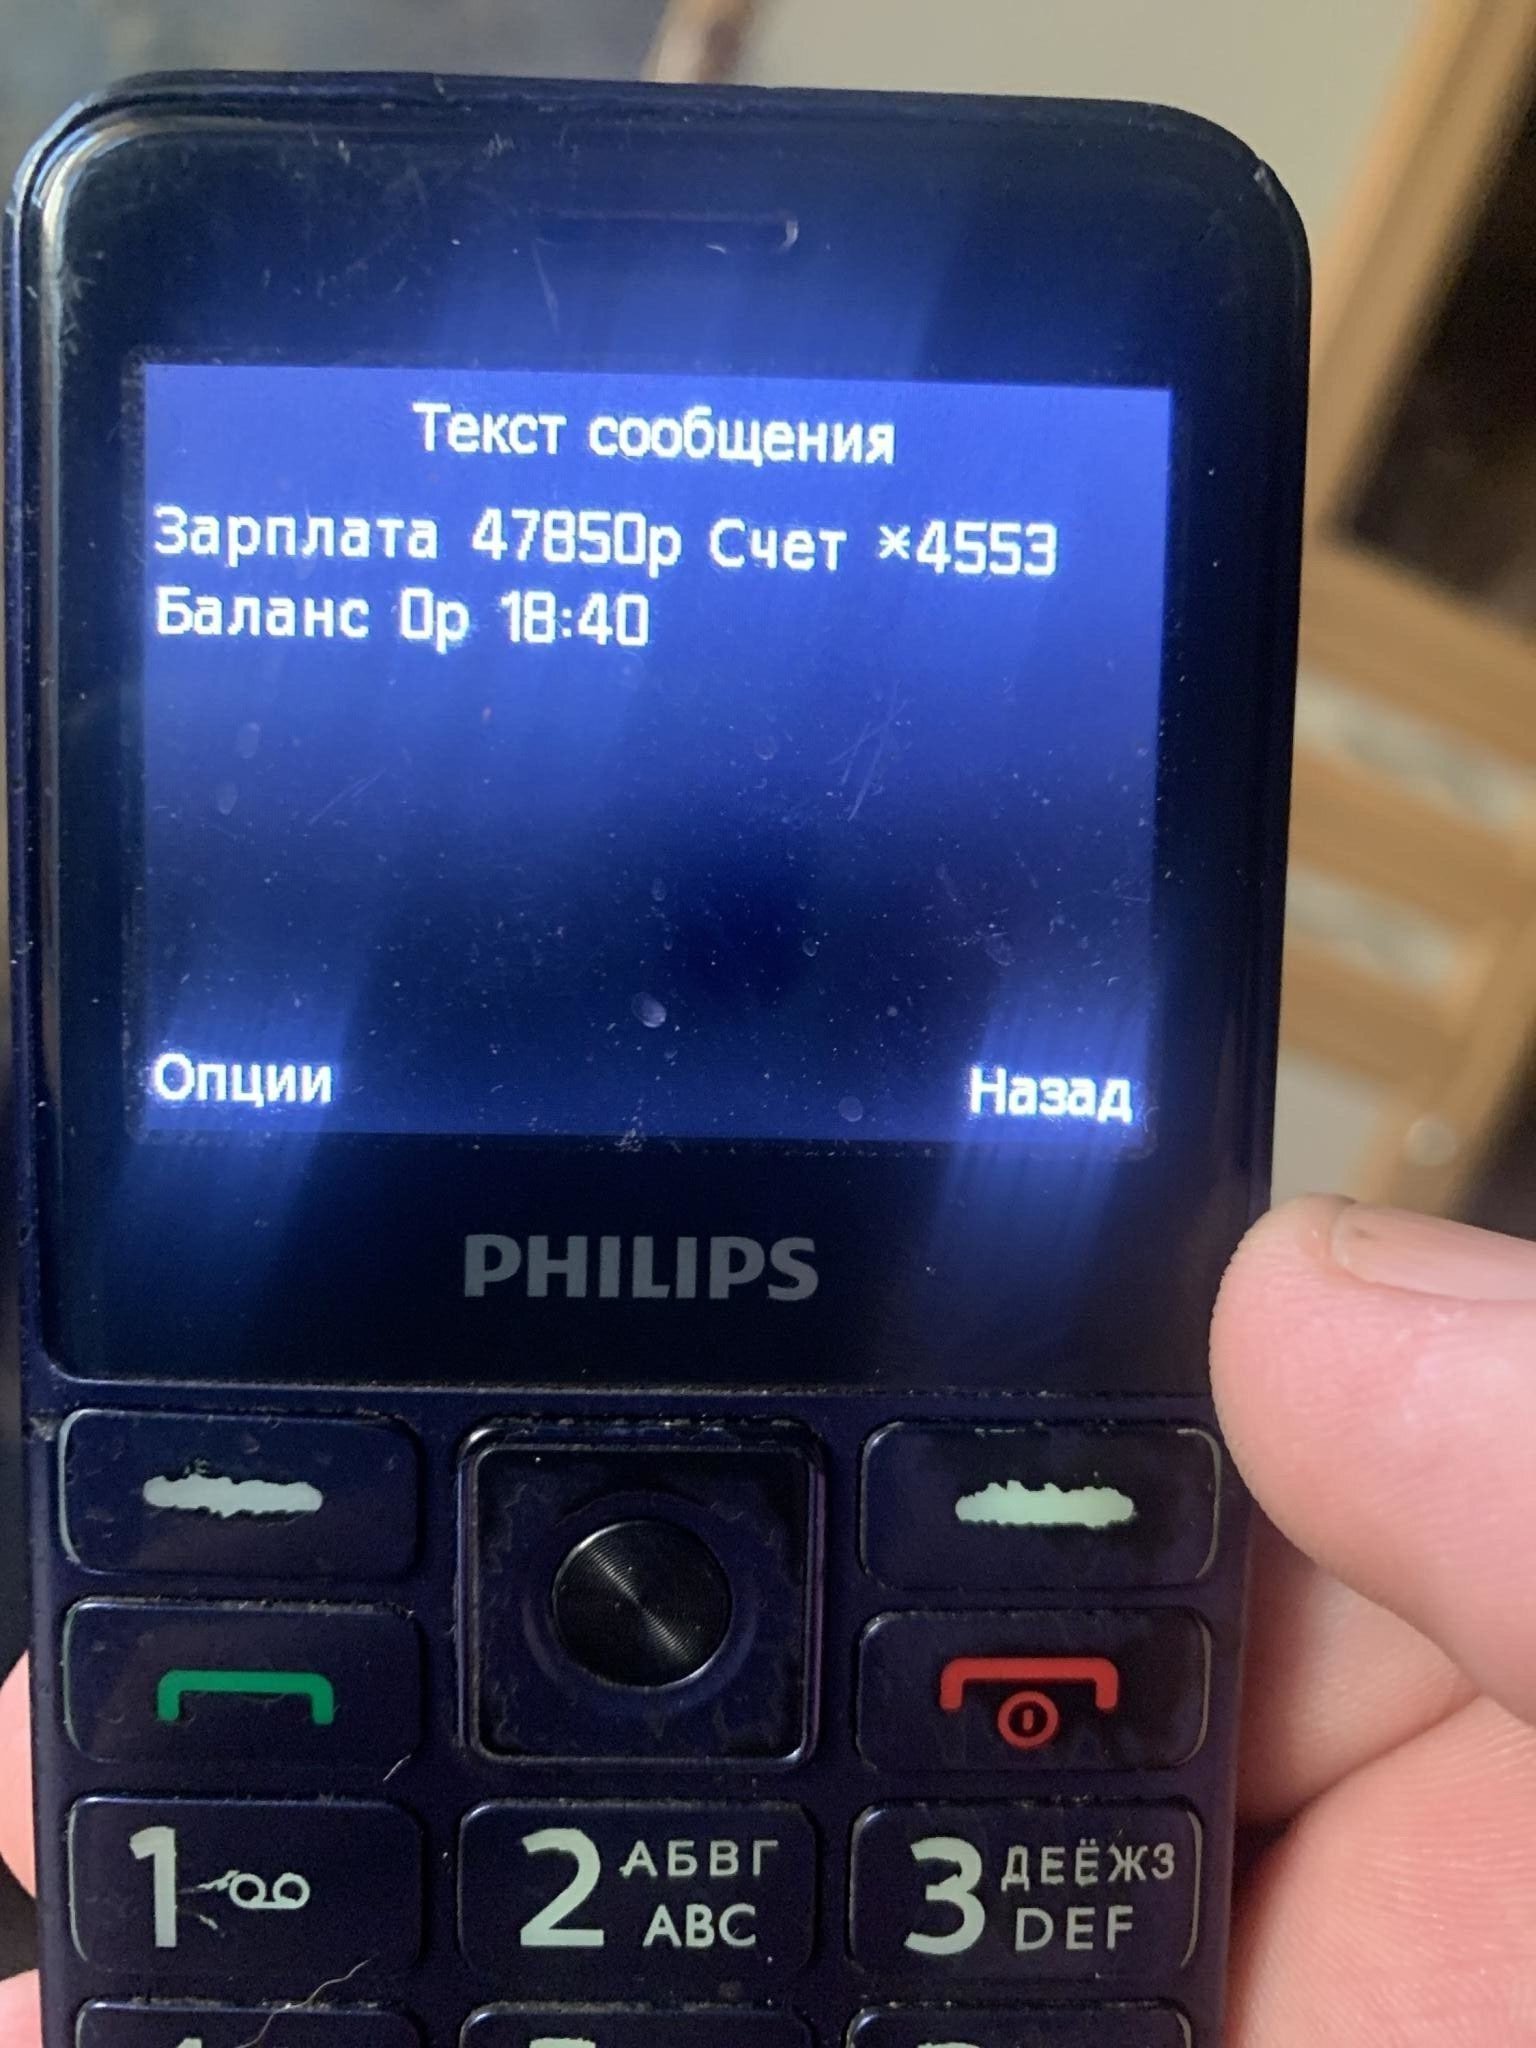 Текст сообщения
Зарплата 47850р Счет *4553
Баланс 0р 18:40
Опции Назад
PHILIPS
1 2 АБВГ 3 ДЕЁЖЗ
ABC DEF